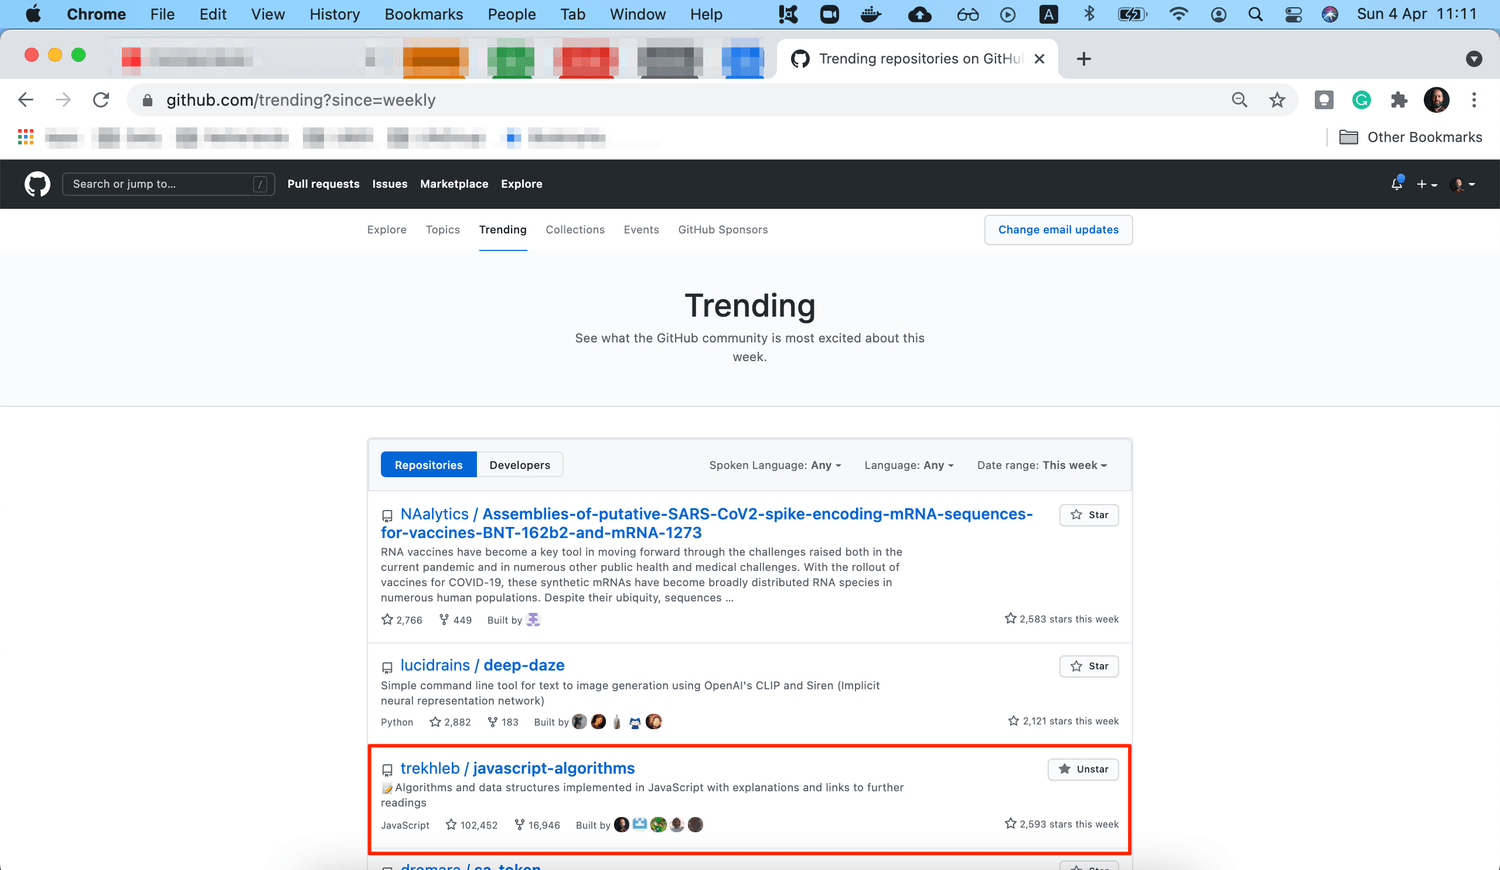 Chrome File Edit View History Bookmarks People Tab Window Help A Sun 4 Apr 11:11
Trending repositories on GitHu
github.com/trending?since=weekly
Other Bookmarks
Search or jump to... / Pull requests Issues Marketplace Explore
Explore Topics Trending Collections Events GitHub Sponsors Change email updates
Trending
See what the GitHub community is most excited about this
week.
Repositories Developers Spoken Language: Any Language: Any Date range: This week
NAalytics / Assemblies-of-putative-SARS-CoV2-spike-encoding-mRNA-sequences-
for-vaccines-BNT-162b2-and-mRNA-1273
Star
RNA vaccines have become a key tool in moving forward through the challenges raised both in the
current pandemic and in numerous other public health and medical challenges. With the rollout of
vaccines for COVID-19, these synthetic mRNAs have become broadly distributed RNA species in
numerous human populations. Despite their ubiquity, sequences ...
2,766 449 Built by 2,583 stars this week
lucidrains / deep-daze Star
Simple command line tool for text to image generation using OpenAI's CLIP and Siren (Implicit
neural representation network)
Python 2,882 183 Built by 2,121 stars this week
trekhleb / javascript-algorithms Unstar
Algorithms and data structures implemented in JavaScript with explanations and links to further
readings
JavaScript 102,452 16,946 Built by 2,593 stars this week
dromara / sa-token Star